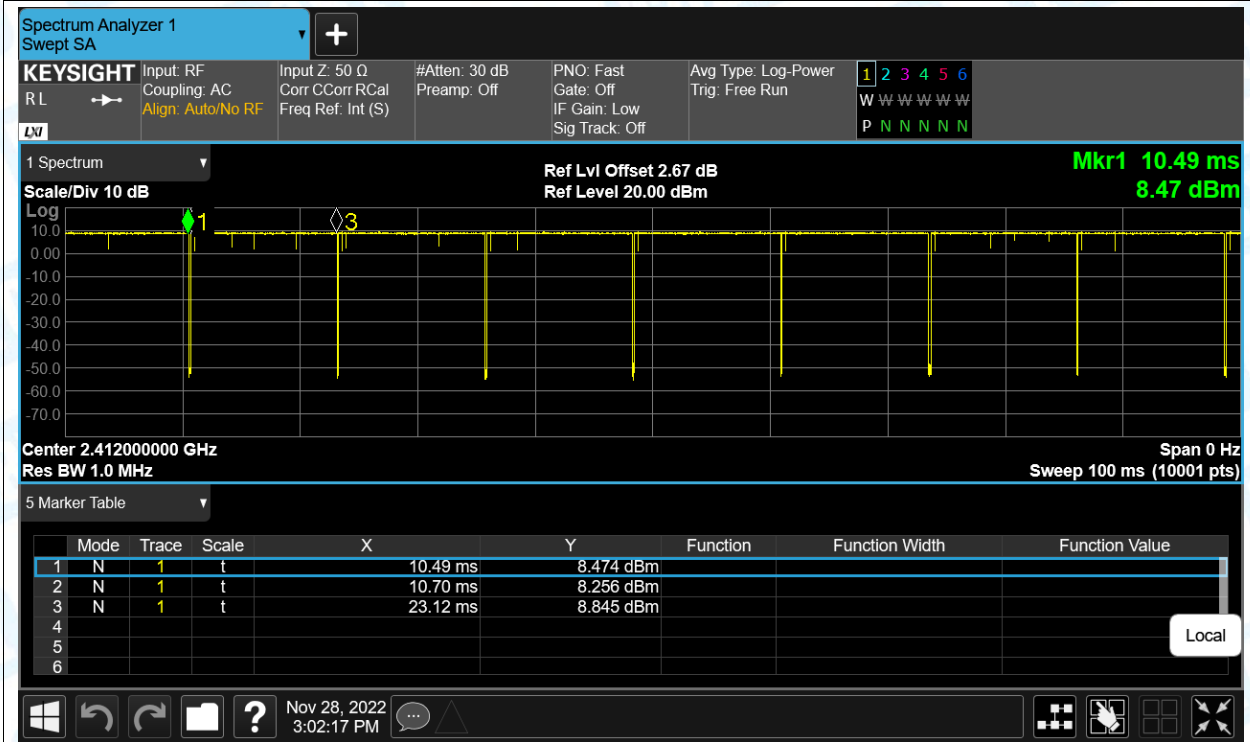 Spectrum Analyzer 1
Swept SA
▼
+
KEYSIGHT
R L
LXI
Input: RF
Coupling: AC
Align: Auto/No RF
Input Z: 50 Ω
Corr CCorr RCal
Freq Ref: Int (S)
#Atten: 30 dB
Preamp: Off
PNO: Fast
Gate: Off
IF Gain: Low
Sig Track: Off
Avg Type: Log-Power
Trig: Free Run
1 2 3 4 5 6
W W W W W W
P N N N N N
1 Spectrum ▼
Scale/Div 10 dB
Ref Lvl Offset 2.67 dB
Ref Level 20.00 dBm
Mkr1 10.49 ms
8.47 dBm
Log
1
3
10.0
0.00
-10.0
-20.0
-30.0
-40.0
-50.0
-60.0
-70.0
Center 2.412000000 GHz
Res BW 1.0 MHz
Span 0 Hz
Sweep 100 ms (10001 pts)
5 Marker Table ▼
Mode Trace Scale X Y Function Function Width Function Value
1 N 1 t 10.49 ms 8.474 dBm
2 N 1 t 10.70 ms 8.256 dBm
3 N 1 t 23.12 ms 8.845 dBm
4
5
6
Local
?
Nov 28, 2022
3:02:17 PM